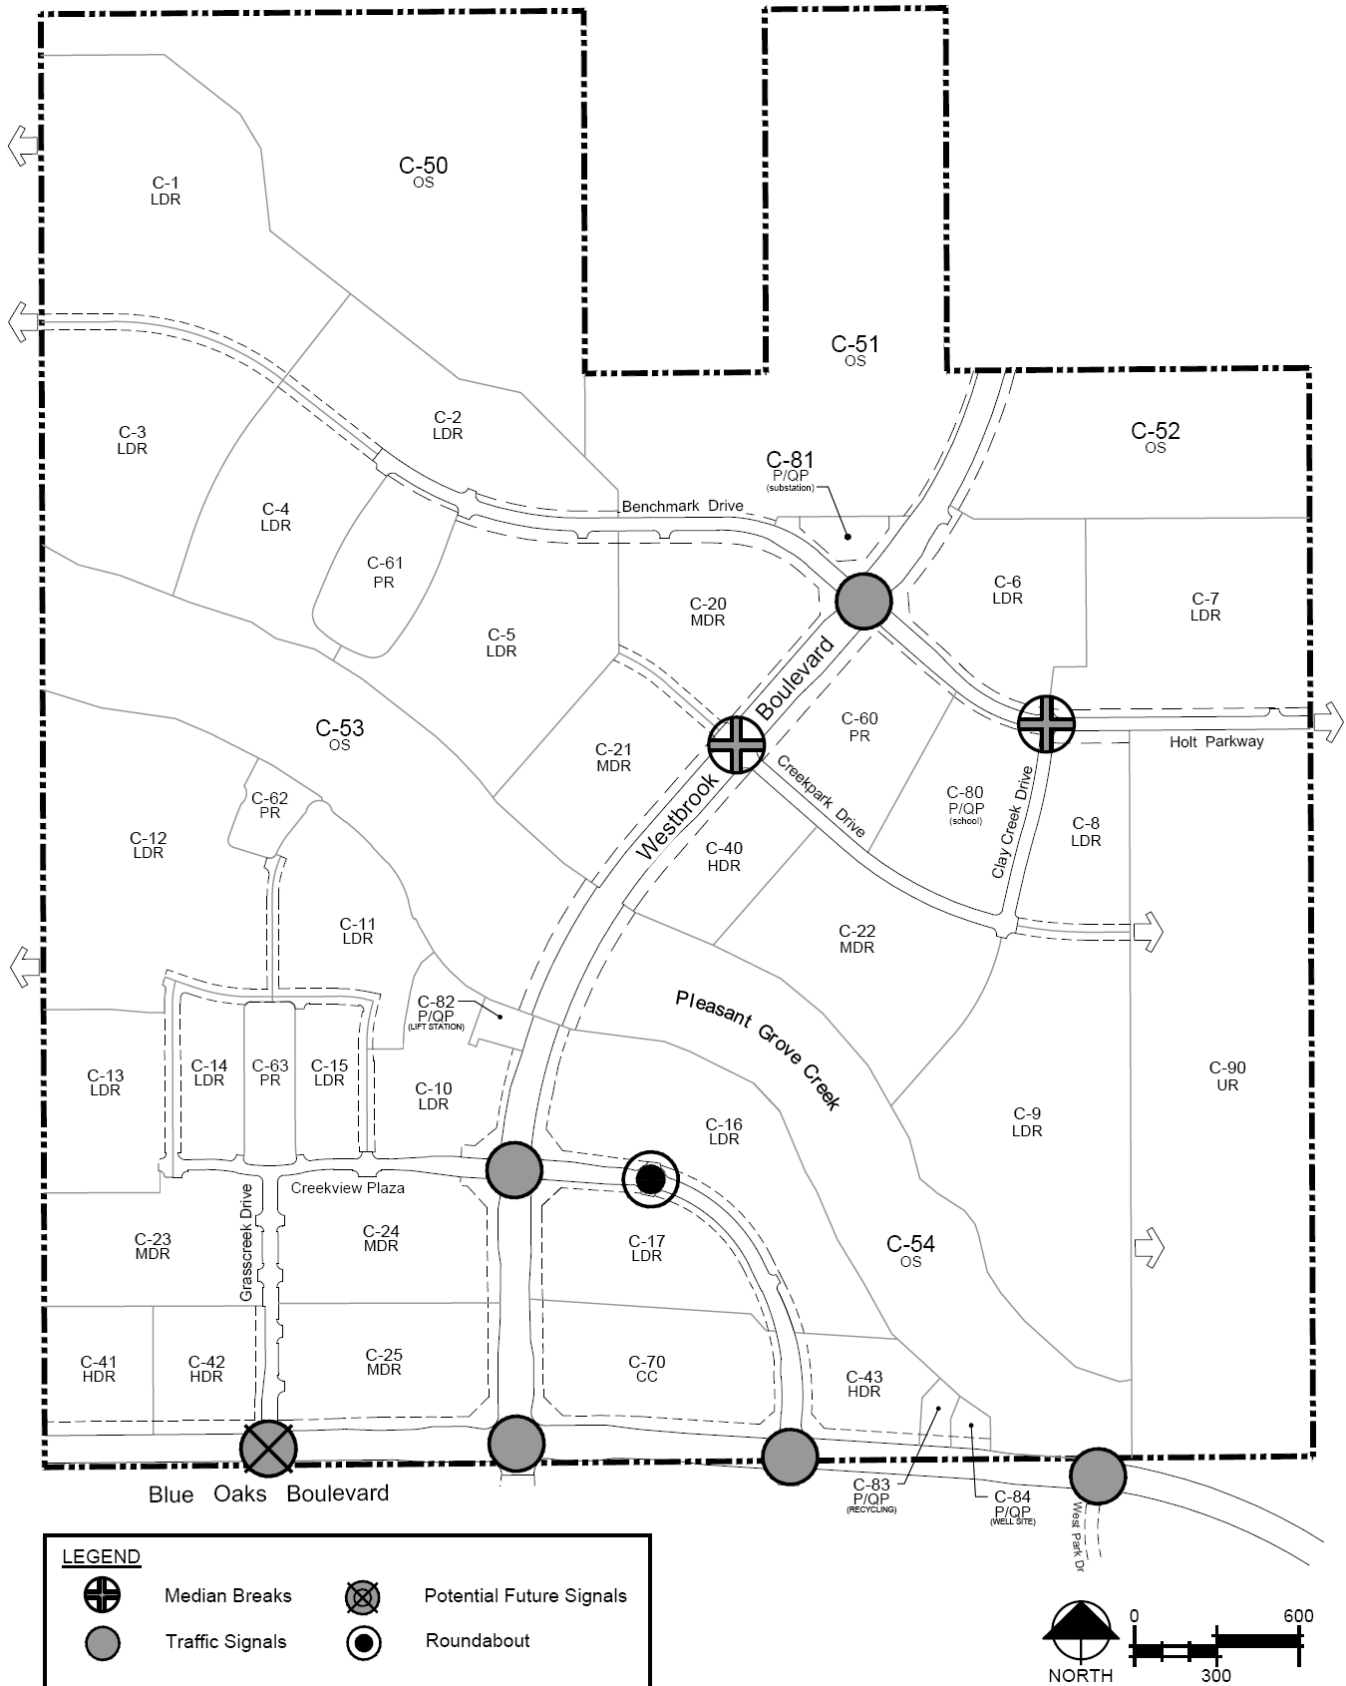 C-50
OS
C-1
LDR
C-51
OS
C-2
LDR
C-3
LDR
C-52
OS
C-81
P/QP
(substation)
C-4
LDR
Benchmark Drive
C-61
PR
C-6
LDR
C-7
LDR
C-20
MDR
C-5
LDR
Westbrook Boulevard
C-60
PR
C-53
OS
C-21
MDR
Holt Parkway
Creekpark Drive
C-62
PR
C-80
P/QP
(school)
Clay Creek Drive
C-8
LDR
C-12
LDR
C-40
HDR
C-11
LDR
C-22
MDR
C-82
P/QP
(LIFT STATION)
Pleasant Grove Creek
C-13
LDR
C-14
LDR
C-63
PR
C-15
LDR
C-10
LDR
C-90
UR
C-16
LDR
C-9
LDR
Creekview Plaza
Grasscreek Drive
C-23
MDR
C-24
MDR
C-17
LDR
C-54
OS
C-41
HDR
C-42
HDR
C-25
MDR
C-70
CC
C-43
HDR
C-83
P/QP
(RECYCLING)
C-84
P/QP
(WELL SITE)
Blue Oaks Boulevard
West Park Dr
LEGEND
Median Breaks
Potential Future Signals
Traffic Signals
Roundabout
NORTH
0
600
300